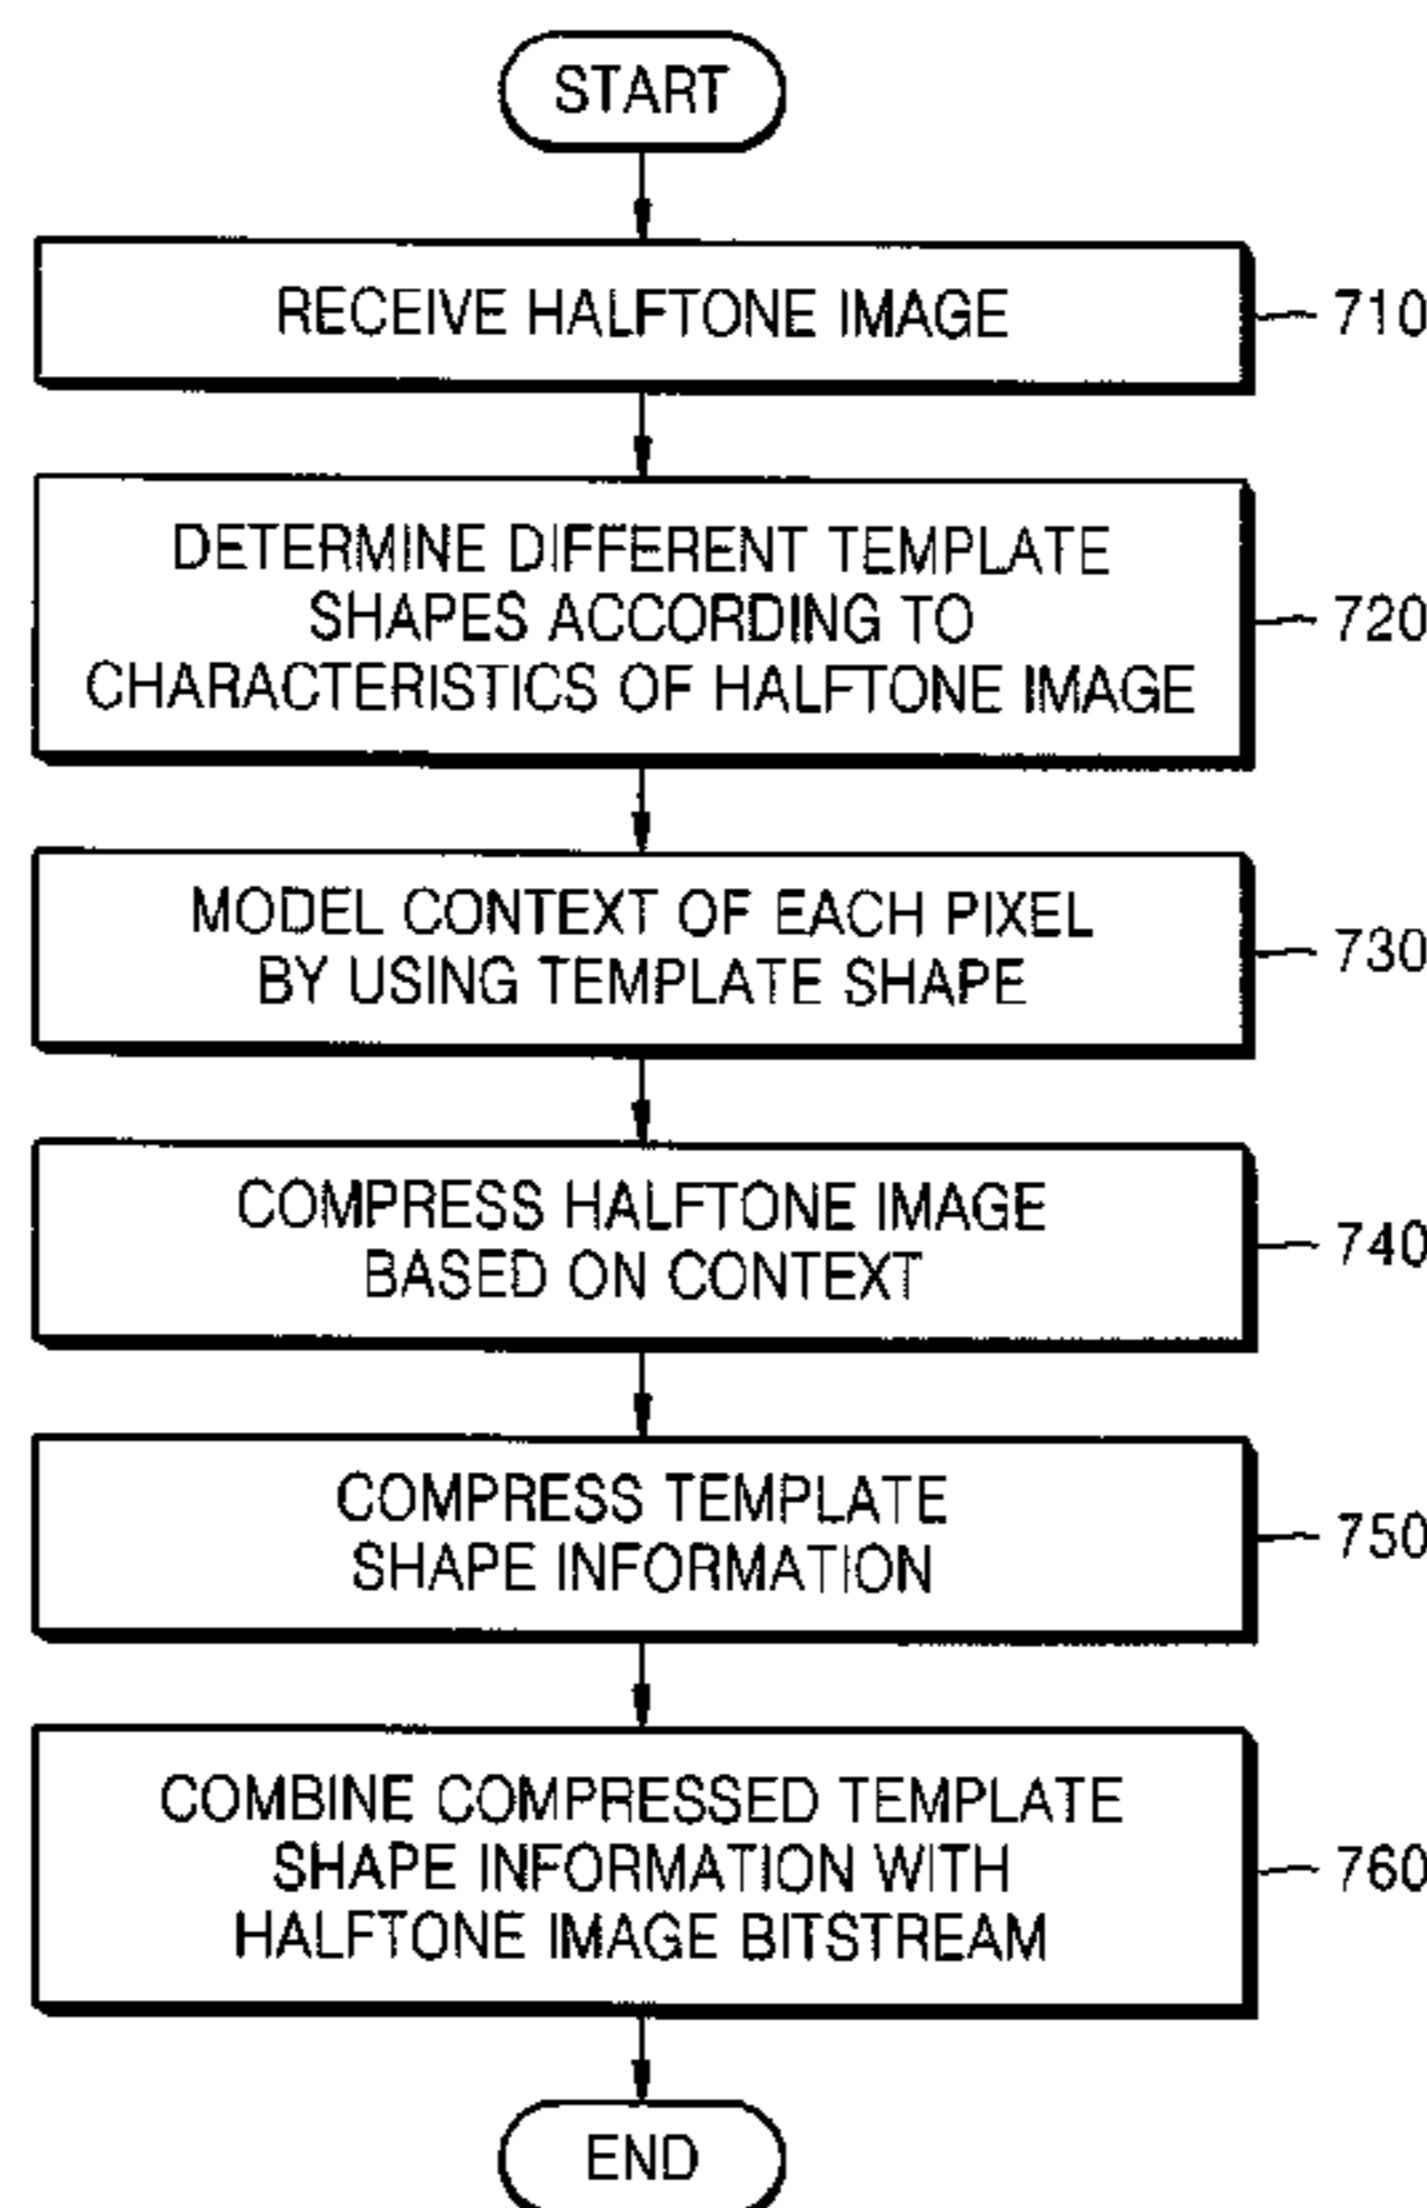 START
RECEIVE HALFTONE IMAGE
710
DETERMINE DIFFERENT TEMPLATE
SHAPES ACCORDING TO
CHARACTERISTICS OF HALFTONE IMAGE
720
MODEL CONTEXT OF EACH PIXEL
BY USING TEMPLATE SHAPE
730
COMPRESS HALFTONE IMAGE
BASED ON CONTEXT
740
COMPRESS TEMPLATE
SHAPE INFORMATION
750
COMBINE COMPRESSED TEMPLATE
SHAPE INFORMATION WITH
HALFTONE IMAGE BITSTREAM
760
END